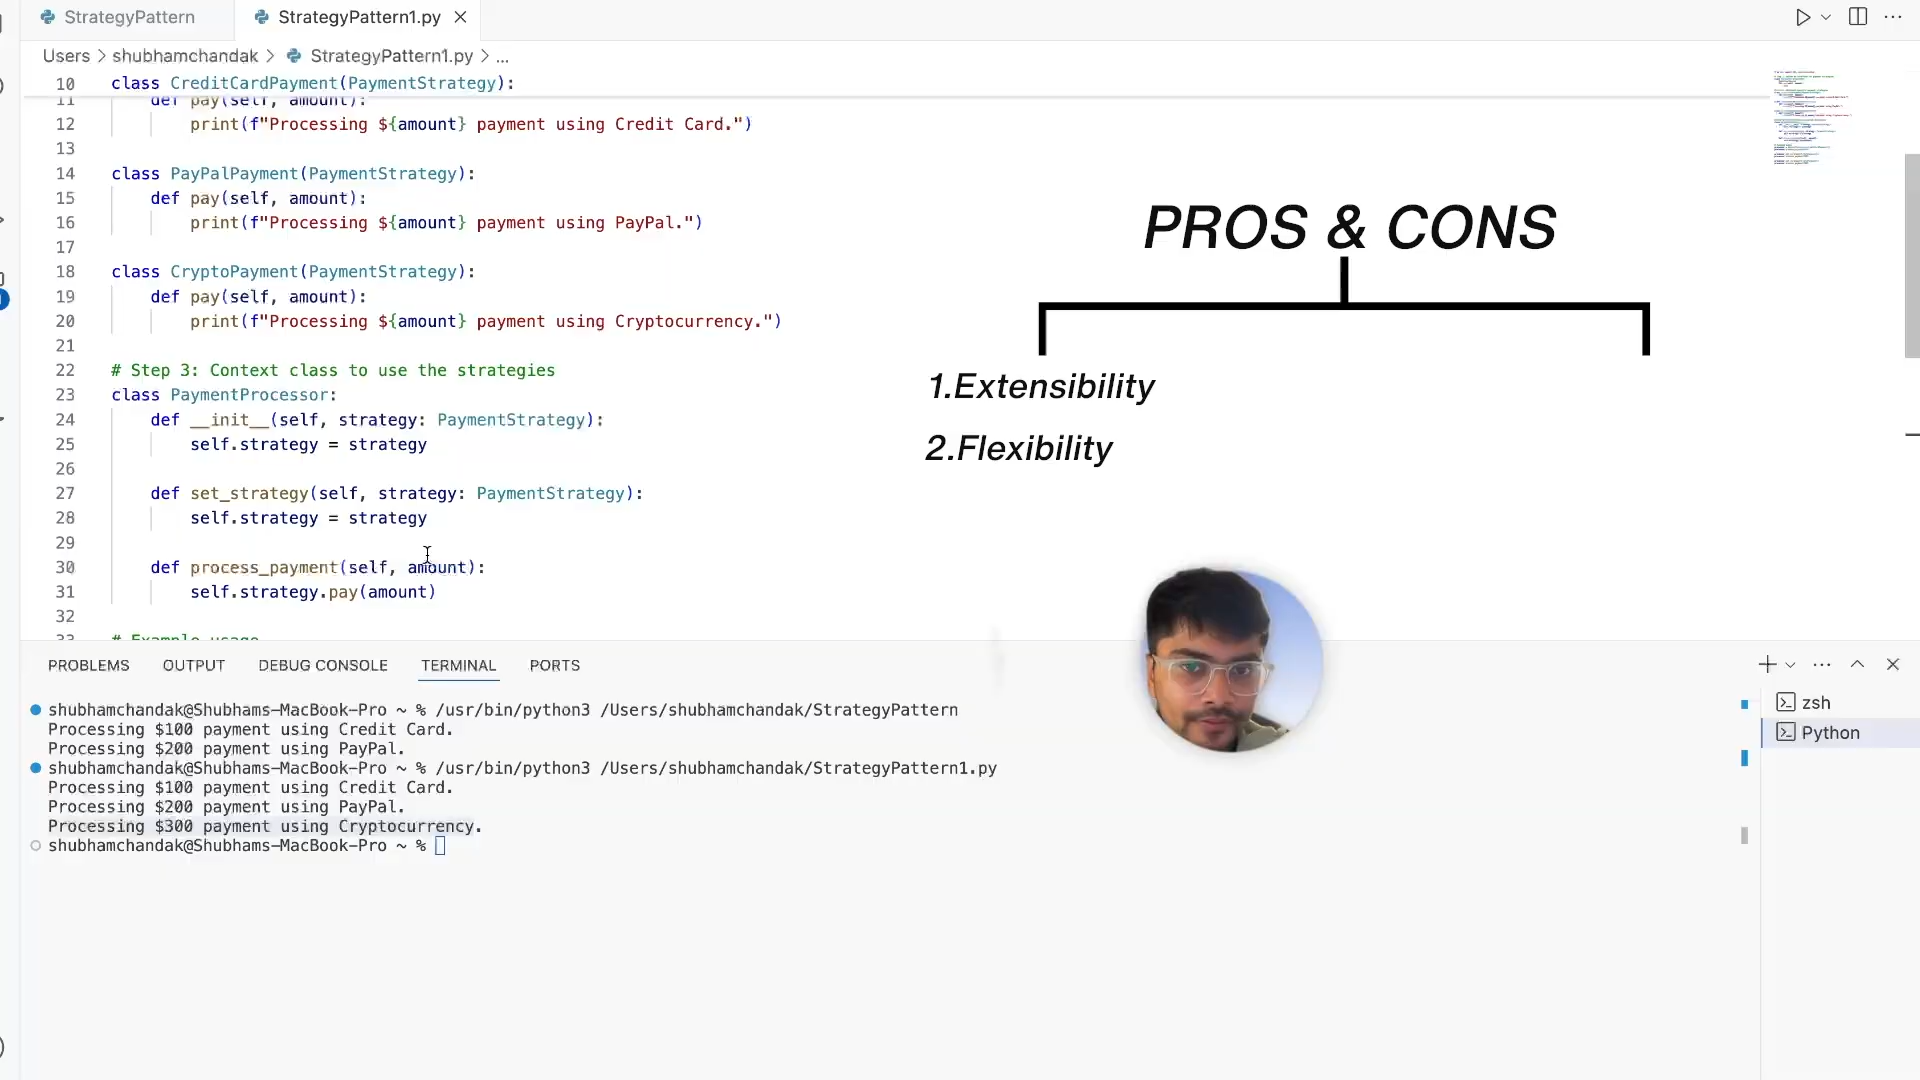 StrategyPattern
StrategyPattern1.py
Users > shubhamchandak > StrategyPattern1.py > ...
10 class CreditCardPayment(PaymentStrategy):
11 def pay(self, amount):
12 print(f"Processing ${amount} payment using Credit Card.")
13
14 class PayPalPayment(PaymentStrategy):
15 def pay(self, amount):
16 print(f"Processing ${amount} payment using PayPal.")
17
18 class CryptoPayment(PaymentStrategy):
19 def pay(self, amount):
20 print(f"Processing ${amount} payment using Cryptocurrency.")
21
22 # Step 3: Context class to use the strategies
23 class PaymentProcessor:
24 def __init__(self, strategy: PaymentStrategy):
25 self.strategy = strategy
26
27 def set_strategy(self, strategy: PaymentStrategy):
28 self.strategy = strategy
29
30 def process_payment(self, amount):
31 self.strategy.pay(amount)
32
33 # Example usage
PROS & CONS
1.Extensibility
2.Flexibility
PROBLEMS OUTPUT DEBUG CONSOLE TERMINAL PORTS
shubhamchandak@Shubhams-MacBook-Pro ~ % /usr/bin/python3 /Users/shubhamchandak/StrategyPattern
Processing $100 payment using Credit Card.
Processing $200 payment using PayPal.
shubhamchandak@Shubhams-MacBook-Pro ~ % /usr/bin/python3 /Users/shubhamchandak/StrategyPattern1.py
Processing $100 payment using Credit Card.
Processing $200 payment using PayPal.
Processing $300 payment using Cryptocurrency.
shubhamchandak@Shubhams-MacBook-Pro ~ %
zsh
Python